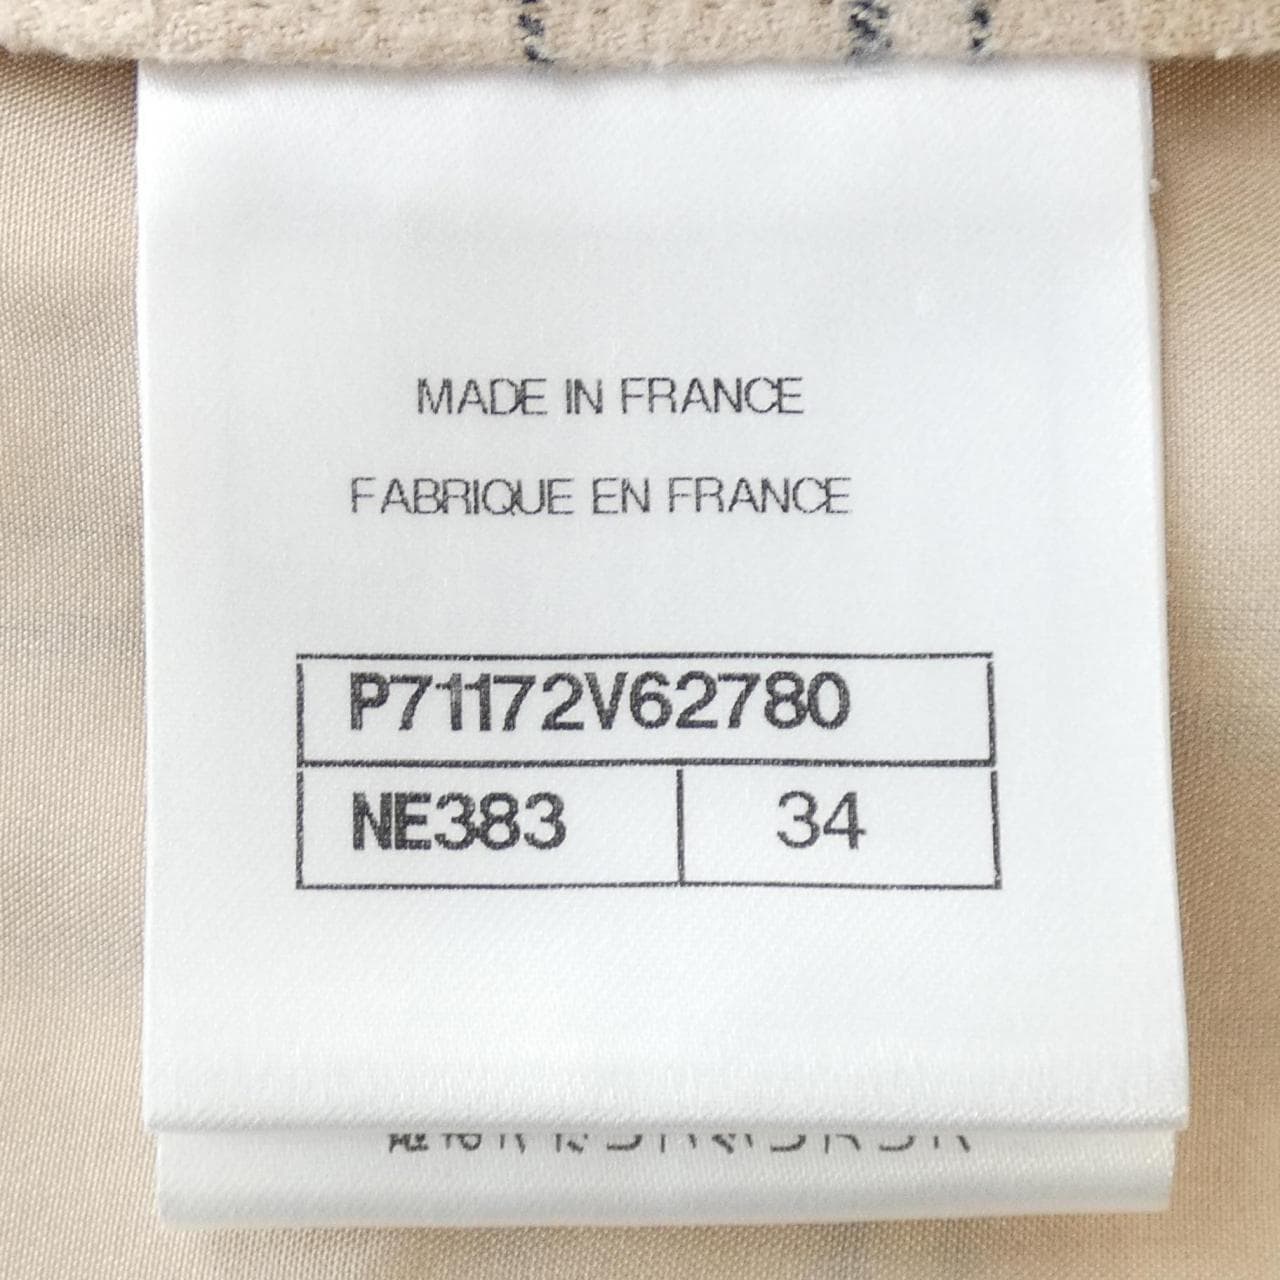 MADE IN FRANCE
FABRIQUE EN FRANCE
P71172V62780
NE383 34